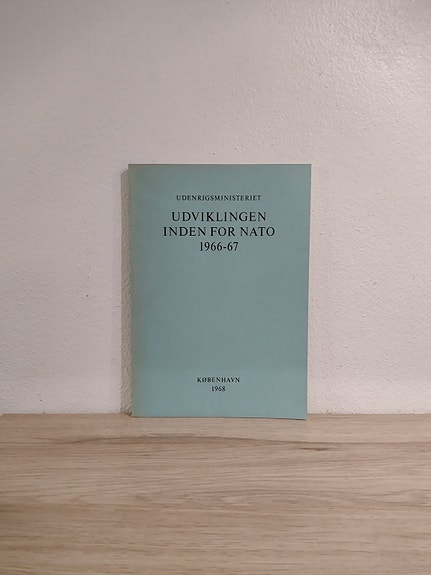 UDENRIGSMINISTERIET
UDVIKLINGEN
INDEN FOR NATO
1966-67
KØBENHAVN
1968